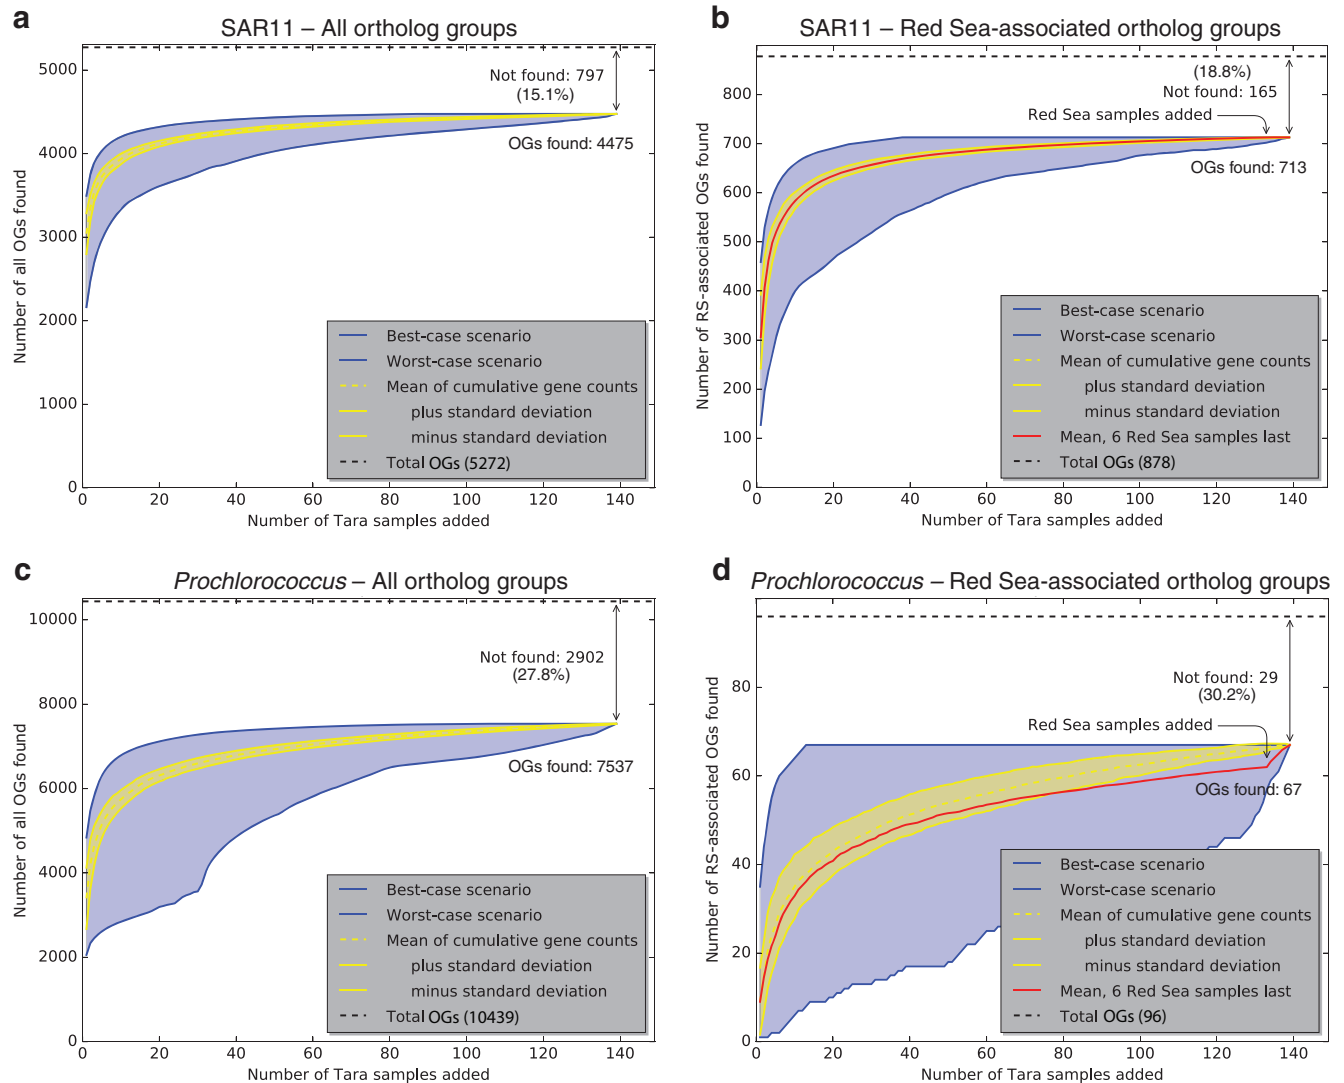 a
SAR11 – All ortholog groups
Number of all OGs found
5000
4000
3000
2000
1000
0
Not found: 797
(15.1%)
OGs found: 4475
Best-case scenario
Worst-case scenario
Mean of cumulative gene counts
plus standard deviation
minus standard deviation
Total OGs (5272)
0 20 40 60 80 100 120 140
Number of Tara samples added
b
SAR11 – Red Sea-associated ortholog groups
Number of RS-associated OGs found
800
700
600
500
400
300
200
100
0
(18.8%)
Not found: 165
Red Sea samples added
OGs found: 713
Best-case scenario
Worst-case scenario
Mean of cumulative gene counts
plus standard deviation
minus standard deviation
Mean, 6 Red Sea samples last
Total OGs (878)
0 20 40 60 80 100 120 140
Number of Tara samples added
c
Prochlorococcus – All ortholog groups
Number of all OGs found
10000
8000
6000
4000
2000
0
Not found: 2902
(27.8%)
OGs found: 7537
Best-case scenario
Worst-case scenario
Mean of cumulative gene counts
plus standard deviation
minus standard deviation
Total OGs (10439)
0 20 40 60 80 100 120 140
Number of Tara samples added
d
Prochlorococcus – Red Sea-associated ortholog groups
Number of RS-associated OGs found
80
60
40
20
0
Not found: 29
(30.2%)
Red Sea samples added
OGs found: 67
Best-case scenario
Worst-case scenario
Mean of cumulative gene counts
plus standard deviation
minus standard deviation
Mean, 6 Red Sea samples last
Total OGs (96)
0 20 40 60 80 100 120 140
Number of Tara samples added